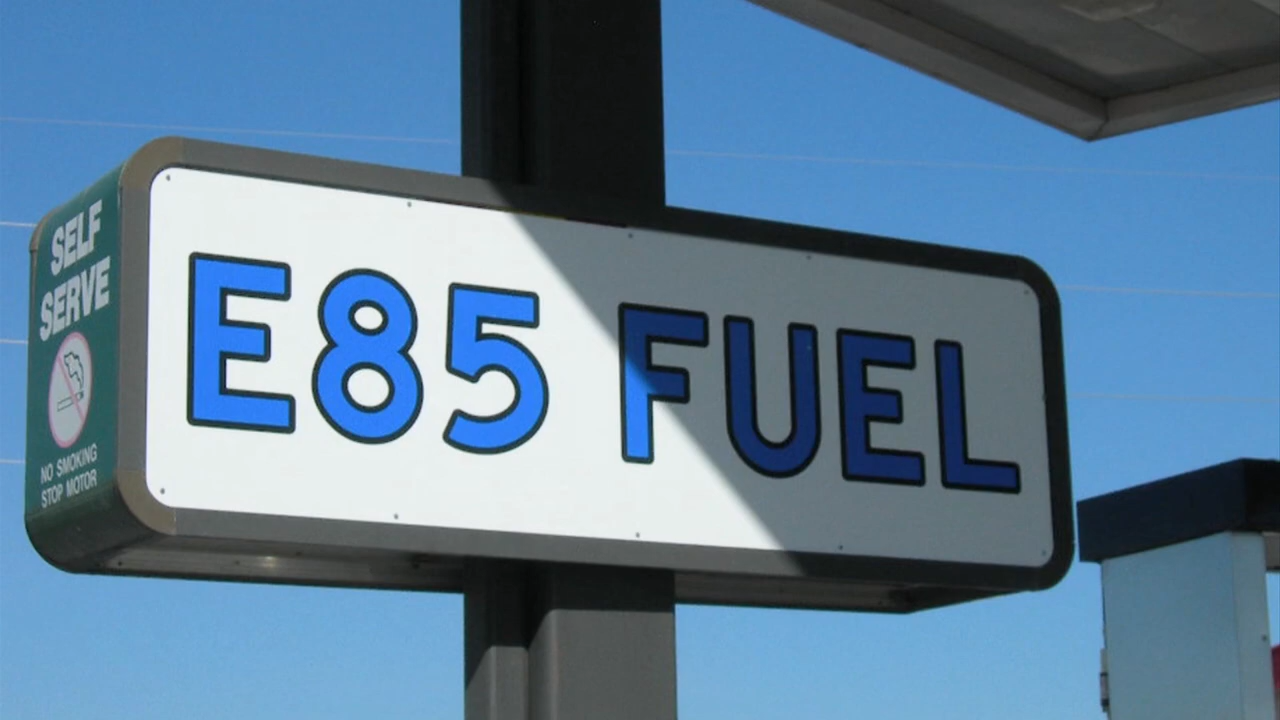 SELF
SERVE
NO SMOKING
STOP MOTOR
E85 FUEL